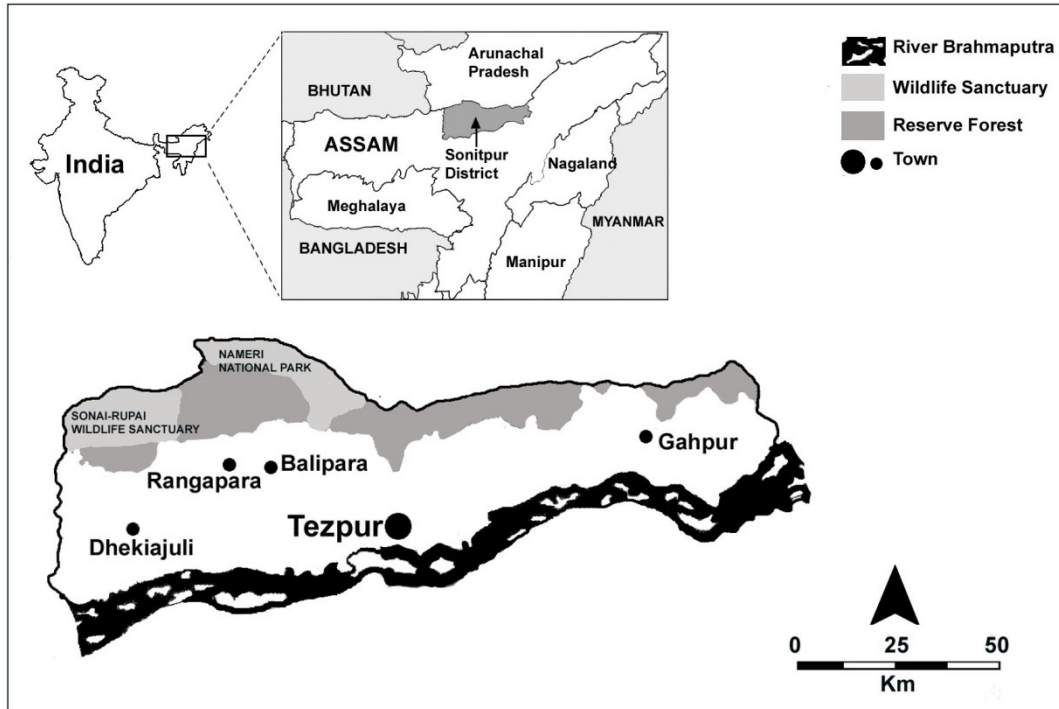 India
BHUTAN
Arunachal
Pradesh
ASSAM
Sonitpur
District
Nagaland
Meghalaya
MYANMAR
BANGLADESH
Manipur
River Brahmaputra
Wildlife Sanctuary
Reserve Forest
Town
NAMERI
NATIONAL PARK
SONAI-RUPAI
WILDLIFE SANCTUARY
Gahpur
Rangapara
Balipara
Tezpur
Dhekiajuli
0 25 50
Km